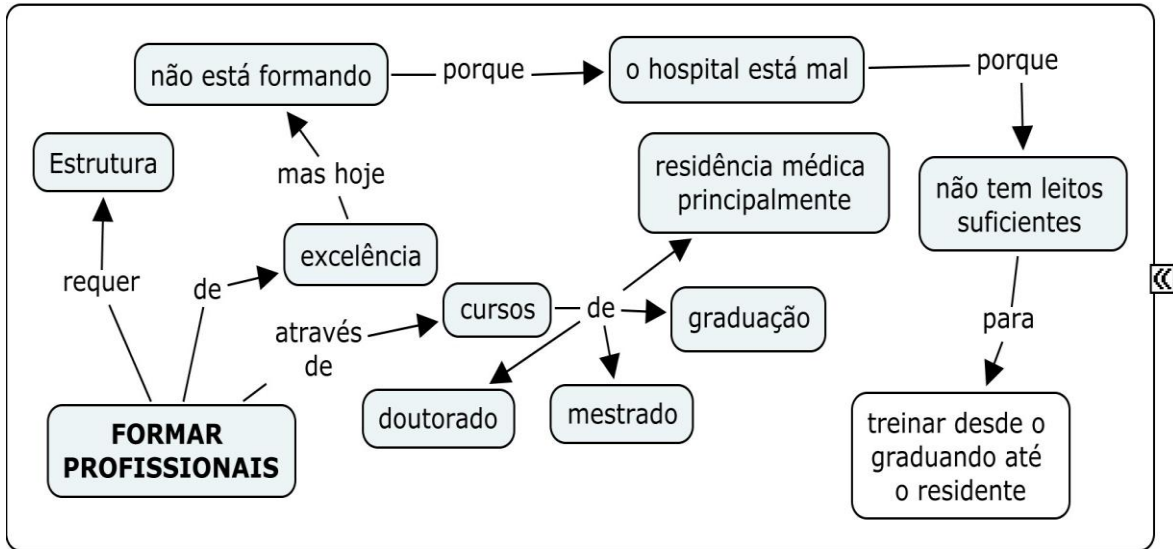 não está formando
porque
o hospital está mal
porque
Estrutura
mas hoje
residência médica
principalmente
não tem leitos
suficientes
excelência
requer
de
através
de
cursos
de
graduação
para
doutorado
mestrado
treinar desde o
graduando até
o residente
FORMAR
PROFISSIONAIS